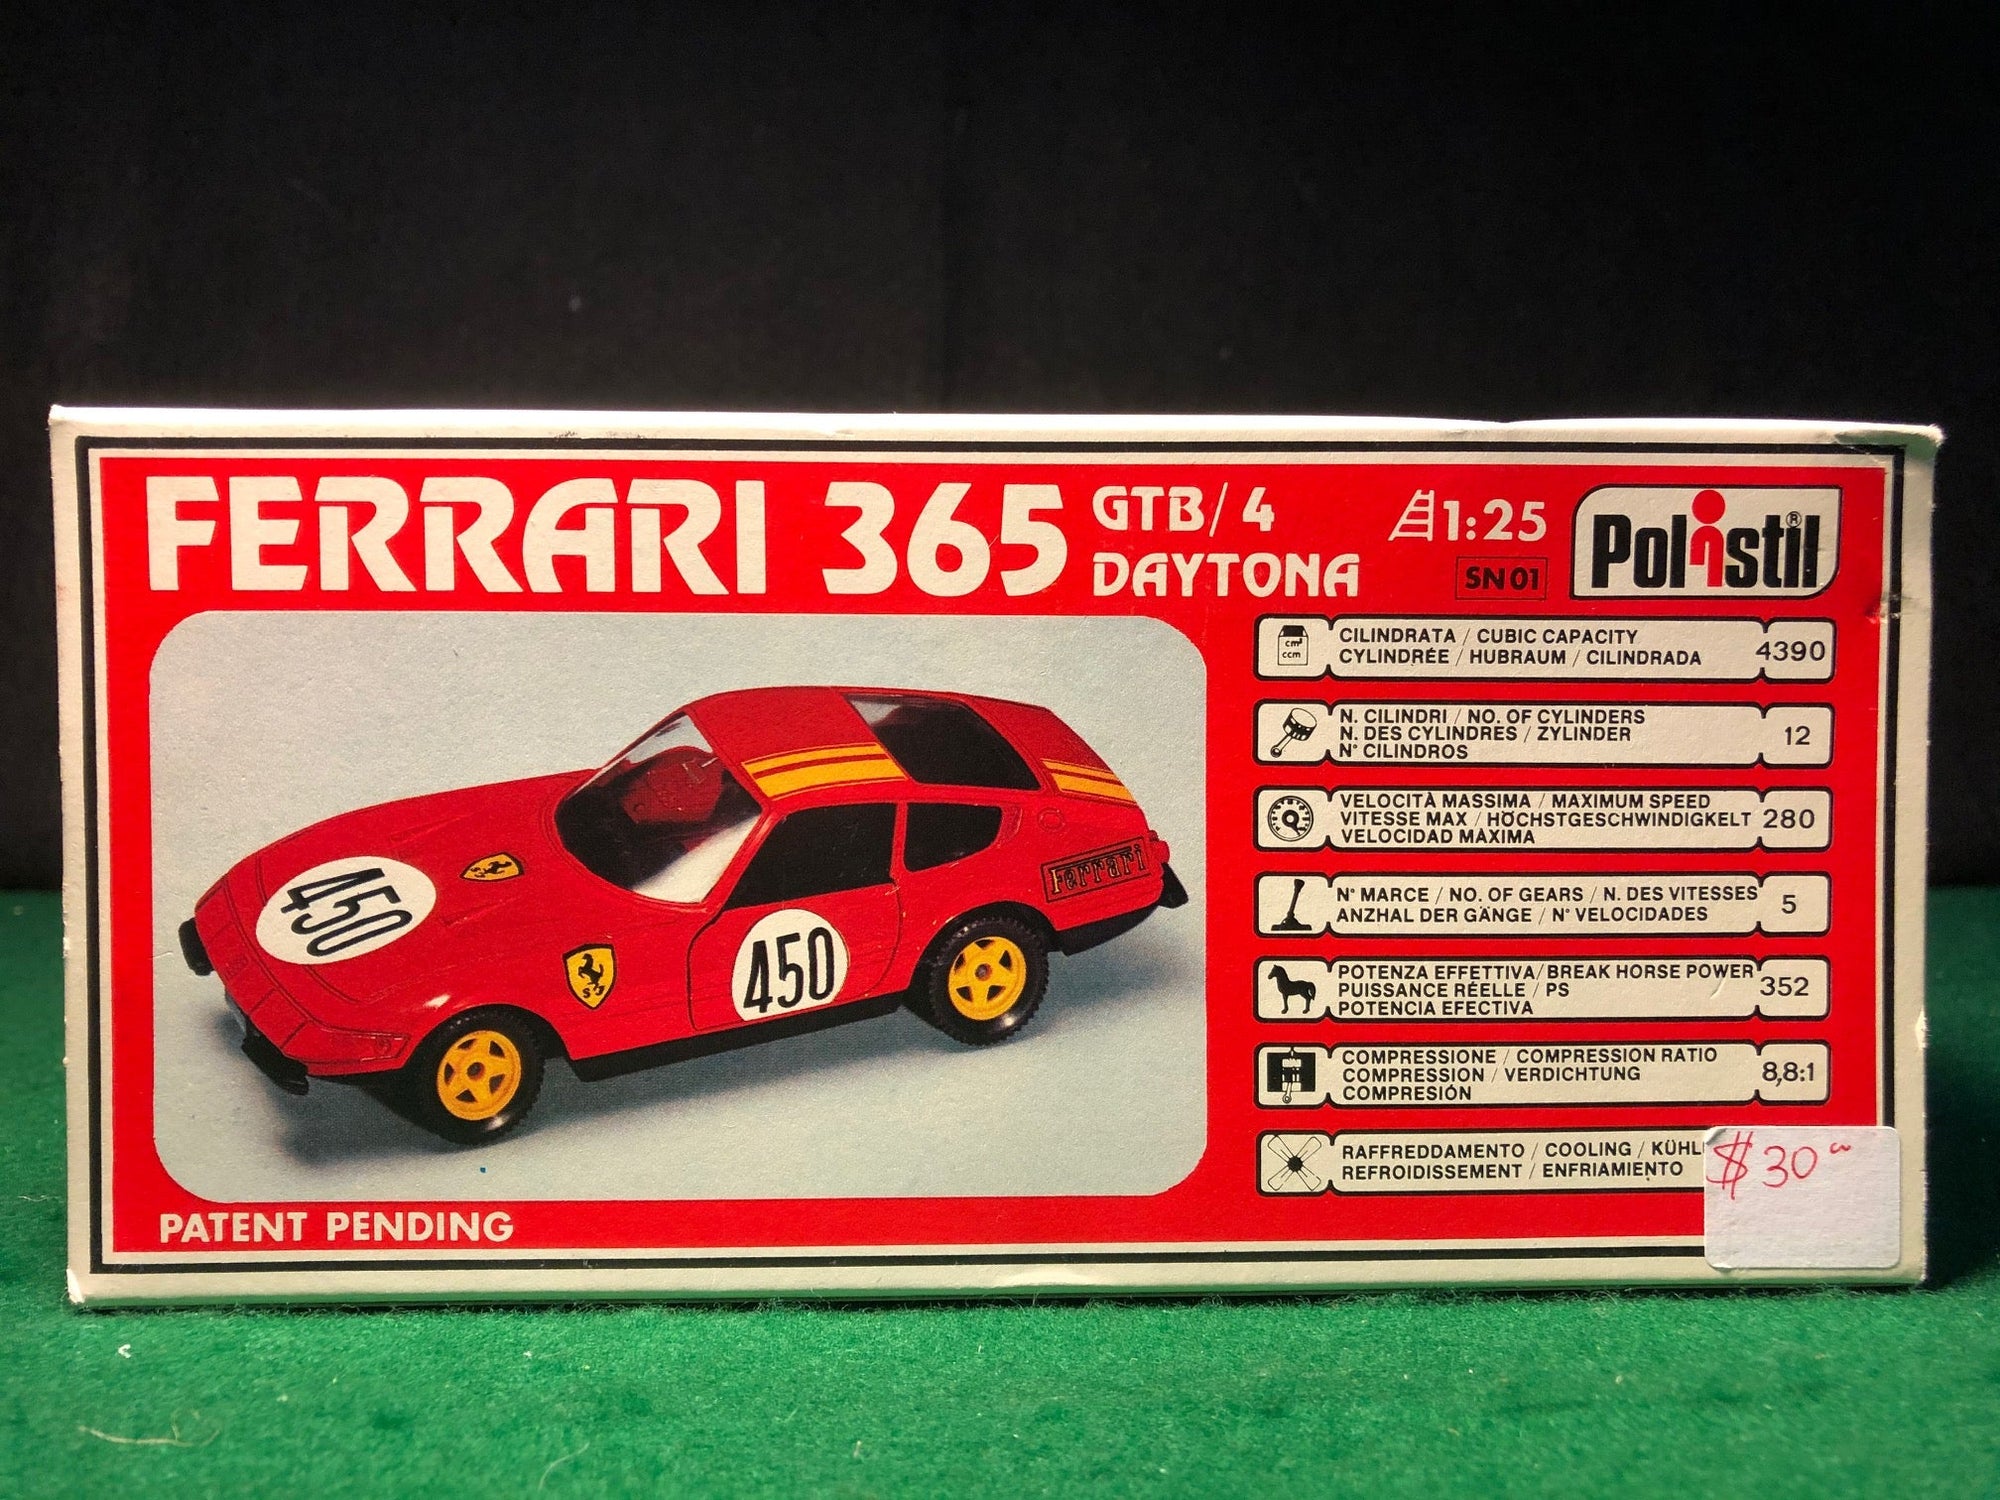 FERRARI 365 GTB/4
DAYTONA
1:25
SN 01
Polistil®
CILINDRATA / CUBIC CAPACITY
CYLINDRÉE / HUBRAUM / CILINDRADA
4390
cm³
ccm
N. CILINDRI / NO. OF CYLINDERS
N. DES CYLINDRES / ZYLINDER
N° CILINDROS
12
VELOCITÀ MASSIMA / MAXIMUM SPEED
VITESSE MAX / HÖCHSTGESCHWINDIGKELT
VELOCIDAD MAXIMA
280
N° MARCE / NO. OF GEARS / N. DES VITESSES
ANZHAL DER GÄNGE / N° VELOCIDADES
5
POTENZA EFFETTIVA / BREAK HORSE POWER
PUISSANCE RÉELLE / PS
POTENCIA EFECTIVA
352
COMPRESSIONE / COMPRESSION RATIO
COMPRESSION / VERDICHTUNG
COMPRESIÓN
8,8:1
RAFFREDDAMENTO / COOLING / KÜHL
REFROIDISSEMENT / ENFRIAMIENTO
$30⁰⁰
450
450
S F
Ferrari
PATENT PENDING